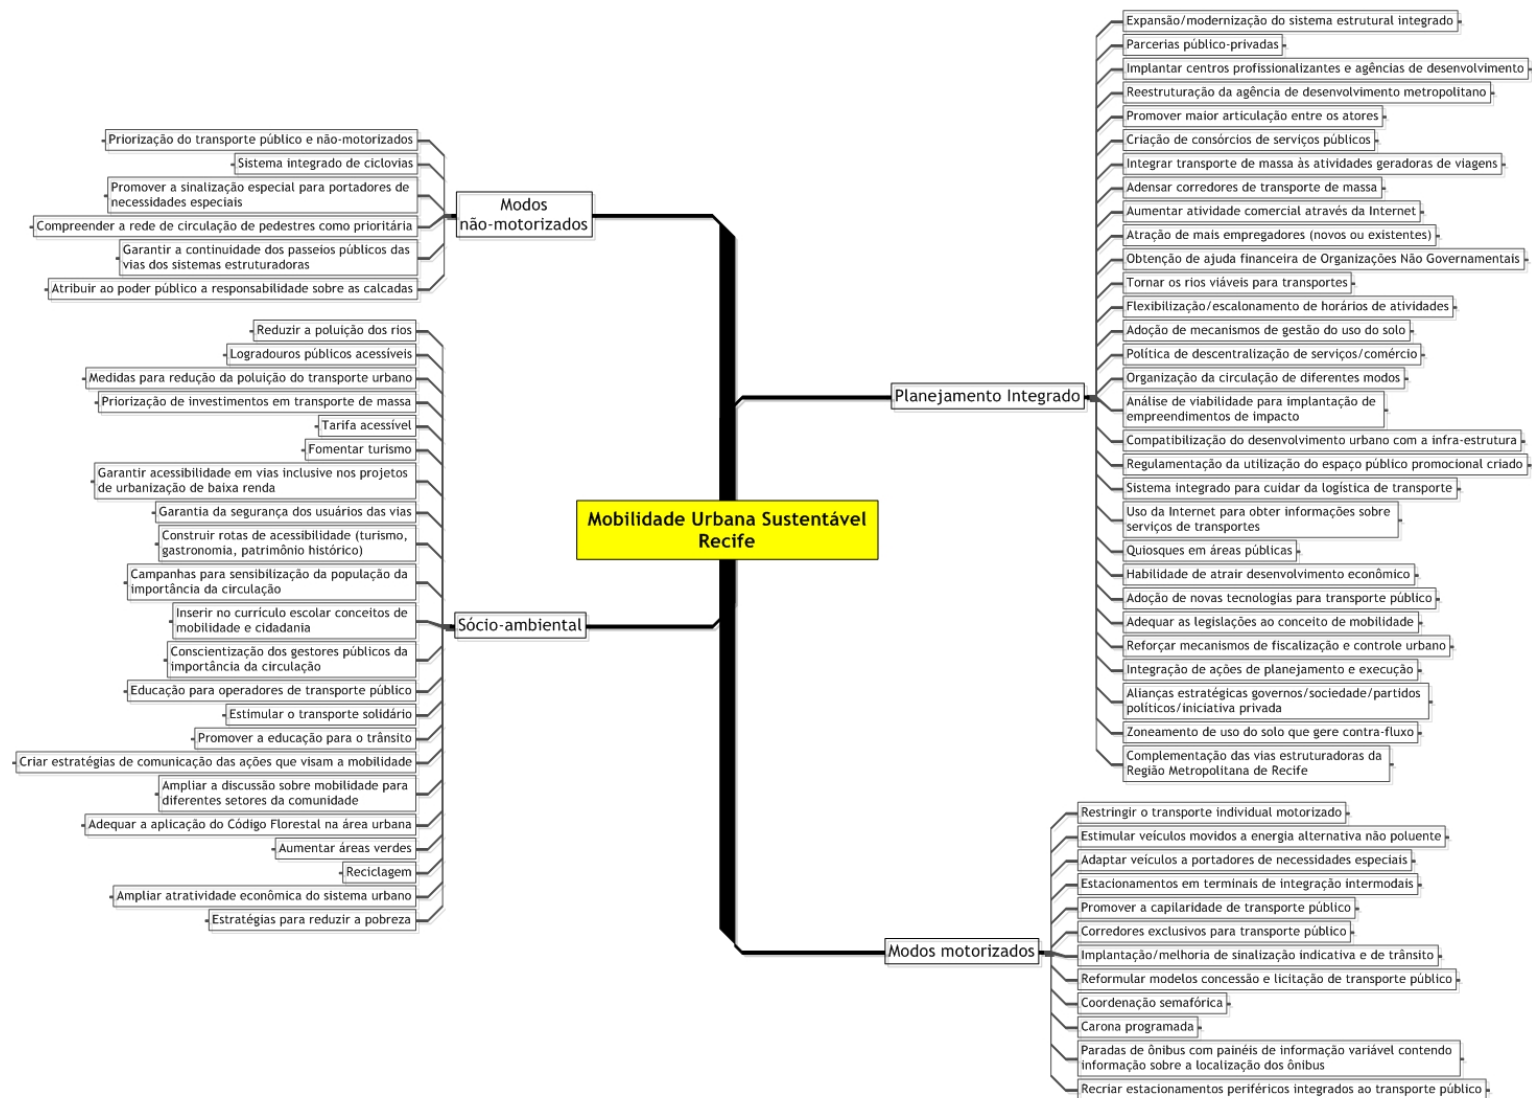 Mobilidade Urbana Sustentável
Recife
Modos
não-motorizados
Priorização do transporte público e não-motorizados
Sistema integrado de ciclovias
Promover a sinalização especial para portadores de
necessidades especiais
Compreender a rede de circulação de pedestres como prioritária
Garantir a continuidade dos passeios públicos das
vias dos sistemas estruturadoras
Atribuir ao poder público a responsabilidade sobre as calcadas
Sócio-ambiental
Reduzir a poluição dos rios
Logradouros públicos acessíveis
Medidas para redução da poluição do transporte urbano
Priorização de investimentos em transporte de massa
Tarifa acessível
Fomentar turismo
Garantir acessibilidade em vias inclusive nos projetos
de urbanização de baixa renda
Garantia da segurança dos usuários das vias
Construir rotas de acessibilidade (turismo,
gastronomia, patrimônio histórico)
Campanhas para sensibilização da população da
importância da circulação
Inserir no currículo escolar conceitos de
mobilidade e cidadania
Conscientização dos gestores públicos da
importância da circulação
Educação para operadores de transporte público
Estimular o transporte solidário
Promover a educação para o trânsito
Criar estratégias de comunicação das ações que visam a mobilidade
Ampliar a discussão sobre mobilidade para
diferentes setores da comunidade
Adequar a aplicação do Código Florestal na área urbana
Aumentar áreas verdes
Reciclagem
Ampliar atratividade econômica do sistema urbano
Estratégias para reduzir a pobreza
Planejamento Integrado
Expansão/modernização do sistema estrutural integrado
Parcerias público-privadas
Implantar centros profissionalizantes e agências de desenvolvimento
Reestruturação da agência de desenvolvimento metropolitano
Promover maior articulação entre os atores
Criação de consórcios de serviços públicos
Integrar transporte de massa às atividades geradoras de viagens
Adensar corredores de transporte de massa
Aumentar atividade comercial através da Internet
Atração de mais empregadores (novos ou existentes)
Obtenção de ajuda financeira de Organizações Não Governamentais
Tornar os rios viáveis para transportes
Flexibilização/escalonamento de horários de atividades
Adoção de mecanismos de gestão do uso do solo
Política de descentralização de serviços/comércio
Organização da circulação de diferentes modos
Análise de viabilidade para implantação de
empreendimentos de impacto
Compatibilização do desenvolvimento urbano com a infra-estrutura
Regulamentação da utilização do espaço público promocional criado
Sistema integrado para cuidar da logística de transporte
Uso da Internet para obter informações sobre
serviços de transportes
Quiosques em áreas públicas
Habilidade de atrair desenvolvimento econômico
Adoção de novas tecnologias para transporte público
Adequar as legislações ao conceito de mobilidade
Reforçar mecanismos de fiscalização e controle urbano
Integração de ações de planejamento e execução
Alianças estratégicas governos/sociedade/partidos
políticos/iniciativa privada
Zoneamento de uso do solo que gere contra-fluxo
Complementação das vias estruturadoras da
Região Metropolitana de Recife
Modos motorizados
Restringir o transporte individual motorizado
Estimular veículos movidos a energia alternativa não poluente
Adaptar veículos a portadores de necessidades especiais
Estacionamentos em terminais de integração intermodais
Promover a capilaridade de transporte público
Corredores exclusivos para transporte público
Implantação/melhoria de sinalização indicativa e de trânsito
Reformular modelos concessão e licitação de transporte público
Coordenação semafórica
Carona programada
Paradas de ônibus com painéis de informação variável contendo
informação sobre a localização dos ônibus
Recriar estacionamentos periféricos integrados ao transporte público